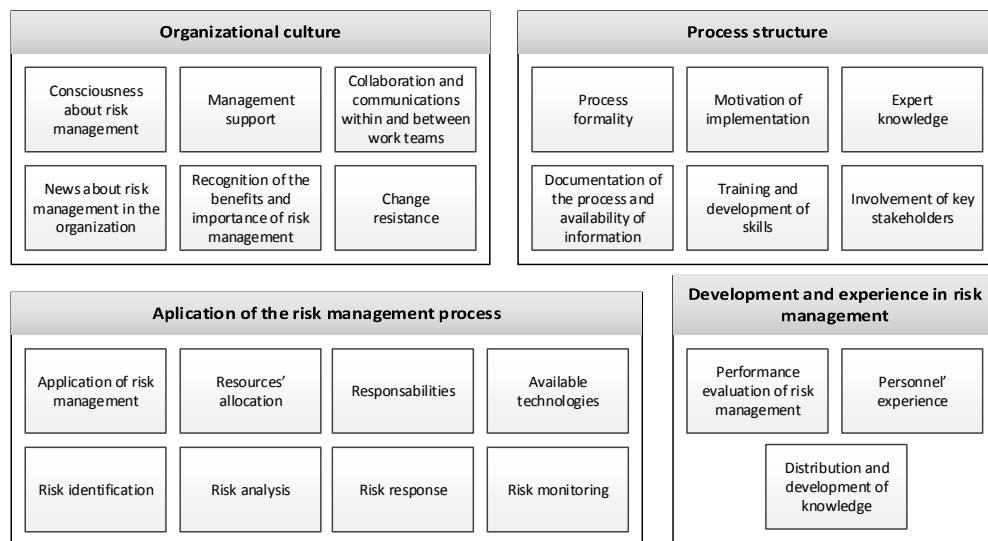 Organizational culture
Consciousness
about risk
management
Management
support
Collaboration and
communications
within and between
work teams
News about risk
management in the
organization
Recognition of the
benefits and
importance of risk
management
Change
resistance
Process structure
Process
formality
Motivation of
implementation
Expert
knowledge
Documentation of
the process and
availability of
information
Training and
development of
skills
Involvement of key
stakeholders
Aplication of the risk management process
Application of risk
management
Resources’
allocation
Responsabilities
Available
technologies
Risk identification
Risk analysis
Risk response
Risk monitoring
Development and experience in risk
management
Performance
evaluation of risk
management
Personnel’
experience
Distribution and
development of
knowledge